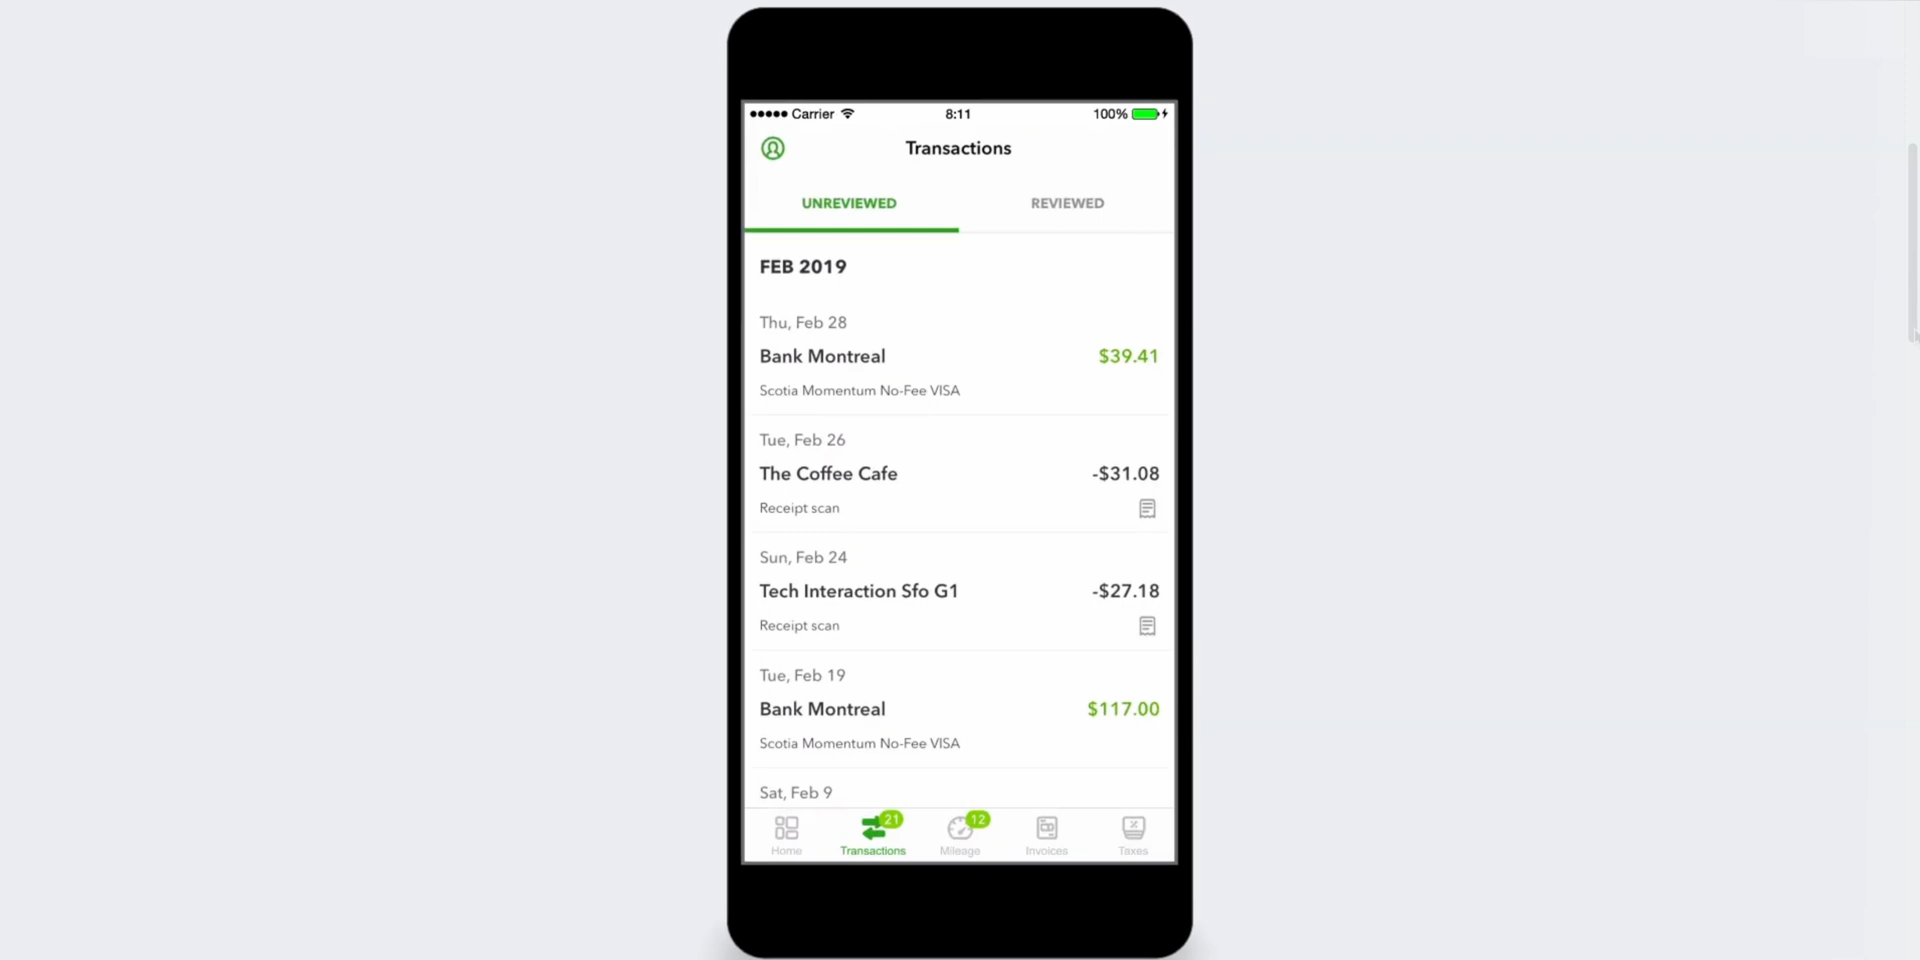 Carrier 8:11 100%
Transactions
UNREVIEWED REVIEWED
FEB 2019
Thu, Feb 28
Bank Montreal $39.41
Scotia Momentum No-Fee VISA
Tue, Feb 26
The Coffee Cafe -$31.08
Receipt scan
Sun, Feb 24
Tech Interaction Sfo G1 -$27.18
Receipt scan
Tue, Feb 19
Bank Montreal $117.00
Scotia Momentum No-Fee VISA
Sat, Feb 9
21 12
Home Transactions Mileage Invoices Taxes